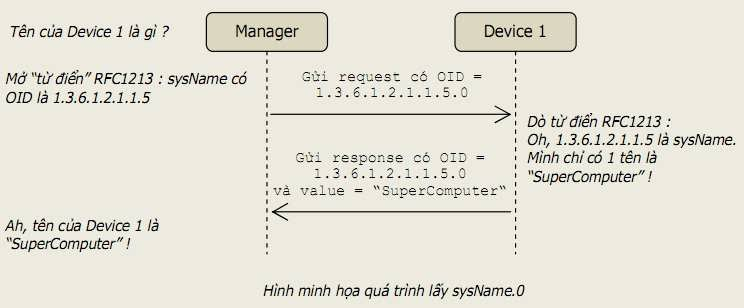 Tên của Device 1 là gì ?
Manager
Device 1
Mở “từ điển” RFC1213 : sysName có
OID là 1.3.6.1.2.1.1.5
Gửi request có OID =
1.3.6.1.2.1.1.5.0
Dò từ điển RFC1213 :
Oh, 1.3.6.1.2.1.1.5 là sysName.
Mình chỉ có 1 tên là
“SuperComputer” !
Gửi response có OID =
1.3.6.1.2.1.1.5.0
và value = “SuperComputer“
Ah, tên của Device 1 là
“SuperComputer” !
Hình minh họa quá trình lấy sysName.0